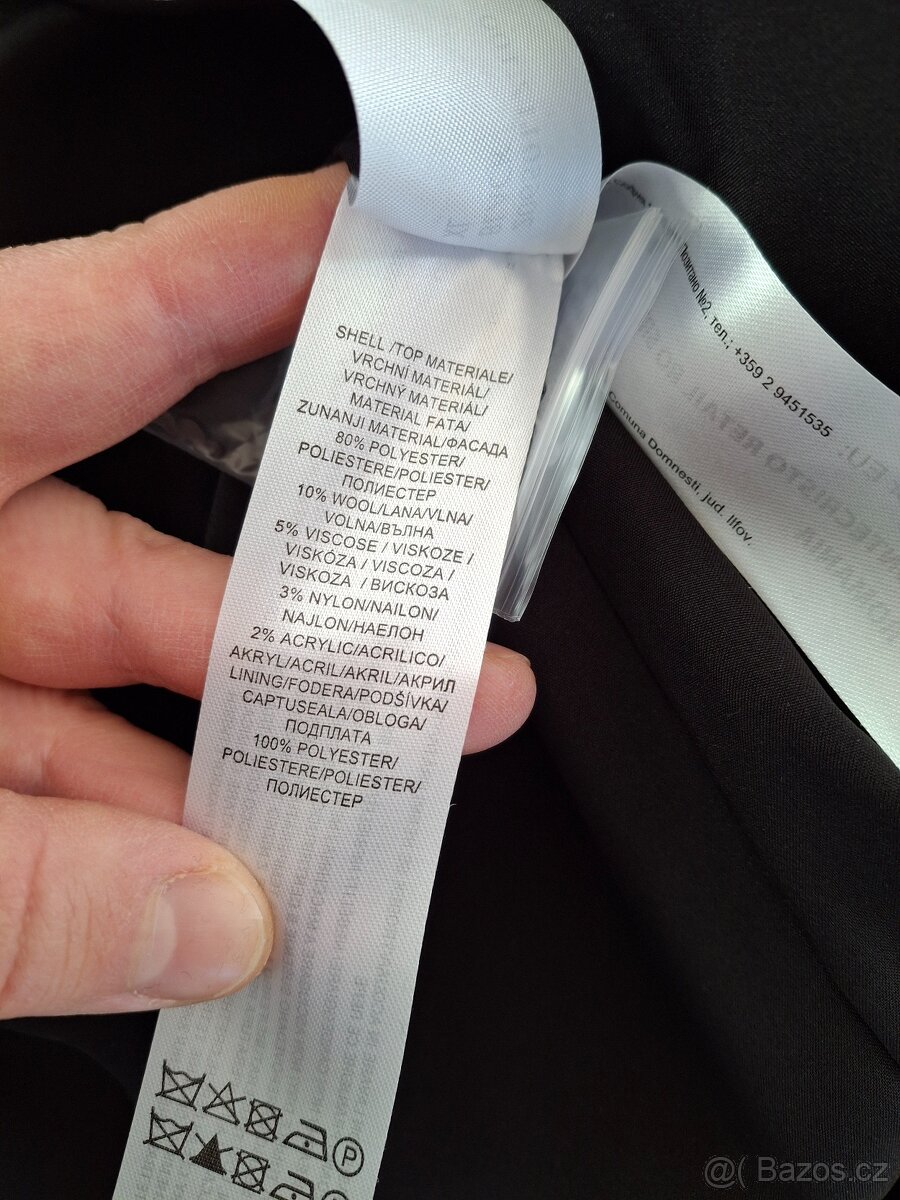 SHELL /TOP MATERIALE/
VRCHNÍ MATERIÁL/
VRCHNÝ MATERIÁL/
MATERIAL FATA/
ZUNANJI MATERIAL/ФАСАДА
80% POLYESTER/
POLIESTERE/POLIESTER/
ПОЛИЕСТЕР
10% WOOL/LANA/VLNA/
VOLNA/ВЪЛНА
5% VISCOSE / VISKOZE /
VISKÓZA / VISCOZA /
VISKOZA / ВИСКОЗА
3% NYLON/NAILON/
NAJLON/НАЕЛОН
2% ACRYLIC/ACRILICO/
AKRYL/ACRIL/AKRIL/АКРИЛ
LINING/FODERA/PODŠÍVKA/
CAPTUSEALA/OBLOGA/
ПОДПЛАТА
100% POLYESTER/
POLIESTERE/POLIESTER/
ПОЛИЕСТЕР
P
№2, тел.: +359 2 9451535
Comuna Domnesti, jud. Ilfov.
@( Bazos.cz